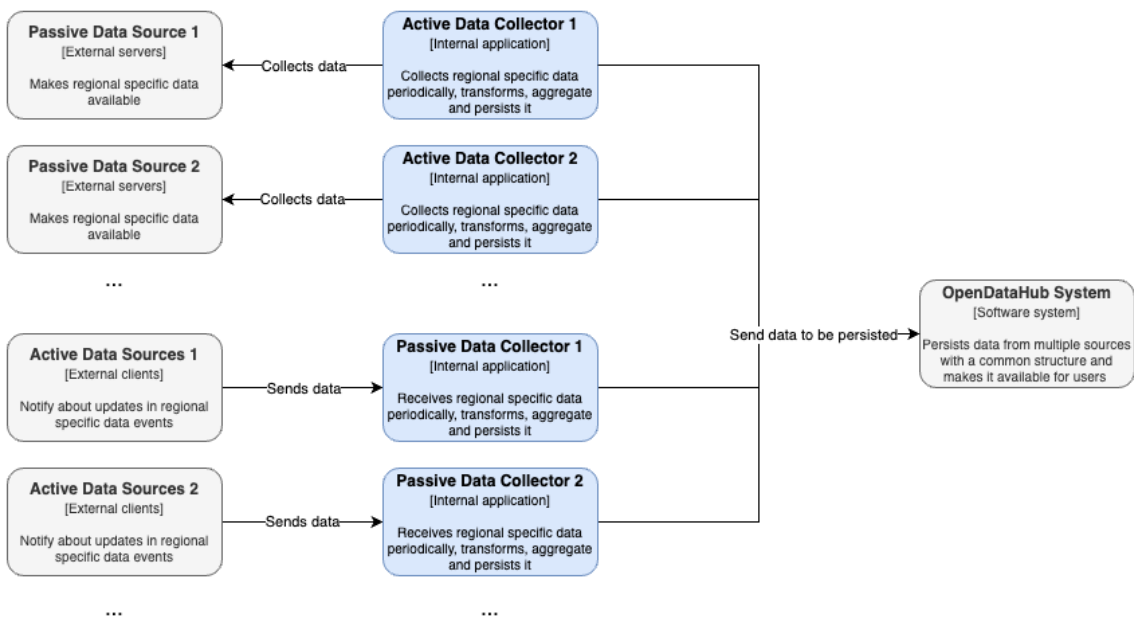 Passive Data Source 1
[External servers]
Makes regional specific data
available
Collects data
Active Data Collector 1
[Internal application]
Collects regional specific data
periodically, transforms, aggregate
and persists it
Passive Data Source 2
[External servers]
Makes regional specific data
available
Collects data
Active Data Collector 2
[Internal application]
Collects regional specific data
periodically, transforms, aggregate
and persists it
...
...
OpenDataHub System
[Software system]
Persists data from multiple sources
with a common structure and
makes it available for users
Send data to be persisted
Active Data Sources 1
[External clients]
Notify about updates in regional
specific data events
Sends data
Passive Data Collector 1
[Internal application]
Receives regional specific data
periodically, transforms, aggregate
and persists it
Active Data Sources 2
[External clients]
Notify about updates in regional
specific data events
Sends data
Passive Data Collector 2
[Internal application]
Receives regional specific data
periodically, transforms, aggregate
and persists it
...
...